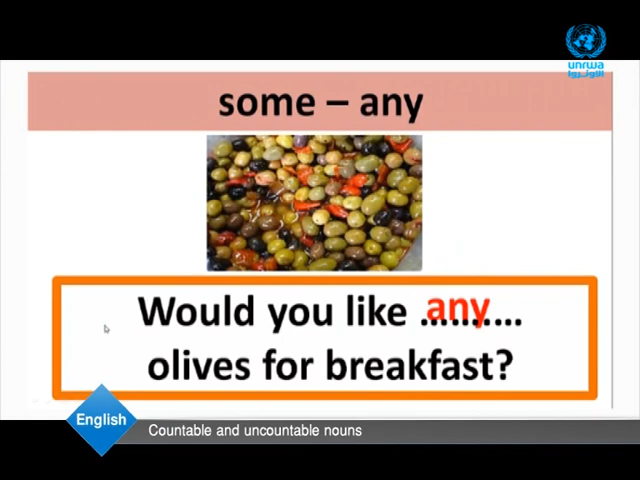 unrwa
الأونروا
some – any
Would you like ..........
any
olives for breakfast?
English
Countable and uncountable nouns